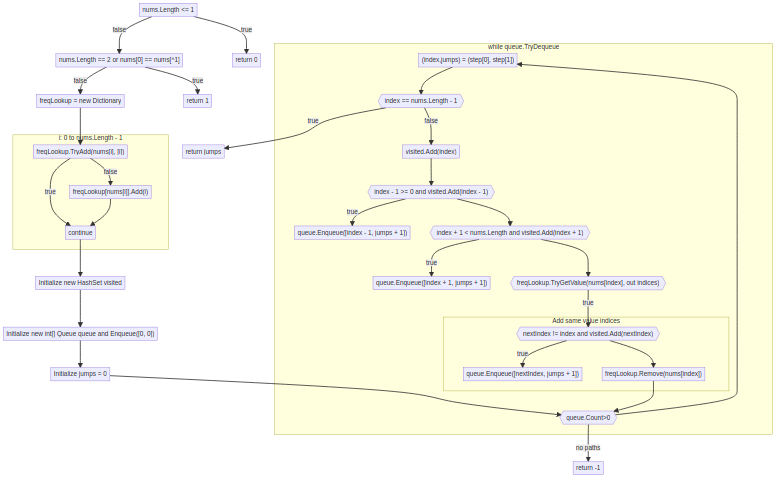 nums.Length <= 1
false
true
nums.Length == 2 or nums[0] == nums[^1]
return 0
false
true
freqLookup = new Dictionary
return 1
i: 0 to nums.Length - 1
freqLookup.TryAdd(nums[i], [i])
false
true
freqLookup[nums[i]].Add(i)
continue
Initialize new HashSet visited
Initialize new int[] Queue queue and Enqueue([0, 0])
Initialize jumps = 0
while queue.TryDequeue
(index,jumps) = (step[0], step[1])
index == nums.Length - 1
true
false
return jumps
visited.Add(index)
index - 1 >= 0 and visited.Add(index - 1)
true
queue.Enqueue([index - 1, jumps + 1])
index + 1 < nums.Length and visited.Add(index + 1)
true
queue.Enqueue([index + 1, jumps + 1])
freqLookup.TryGetValue(nums[index], out indices)
true
Add same value indices
nextIndex != index and visited.Add(nextIndex)
true
queue.Enqueue([nextIndex, jumps + 1])
freqLookup.Remove(nums[index])
queue.Count>0
no paths
return -1